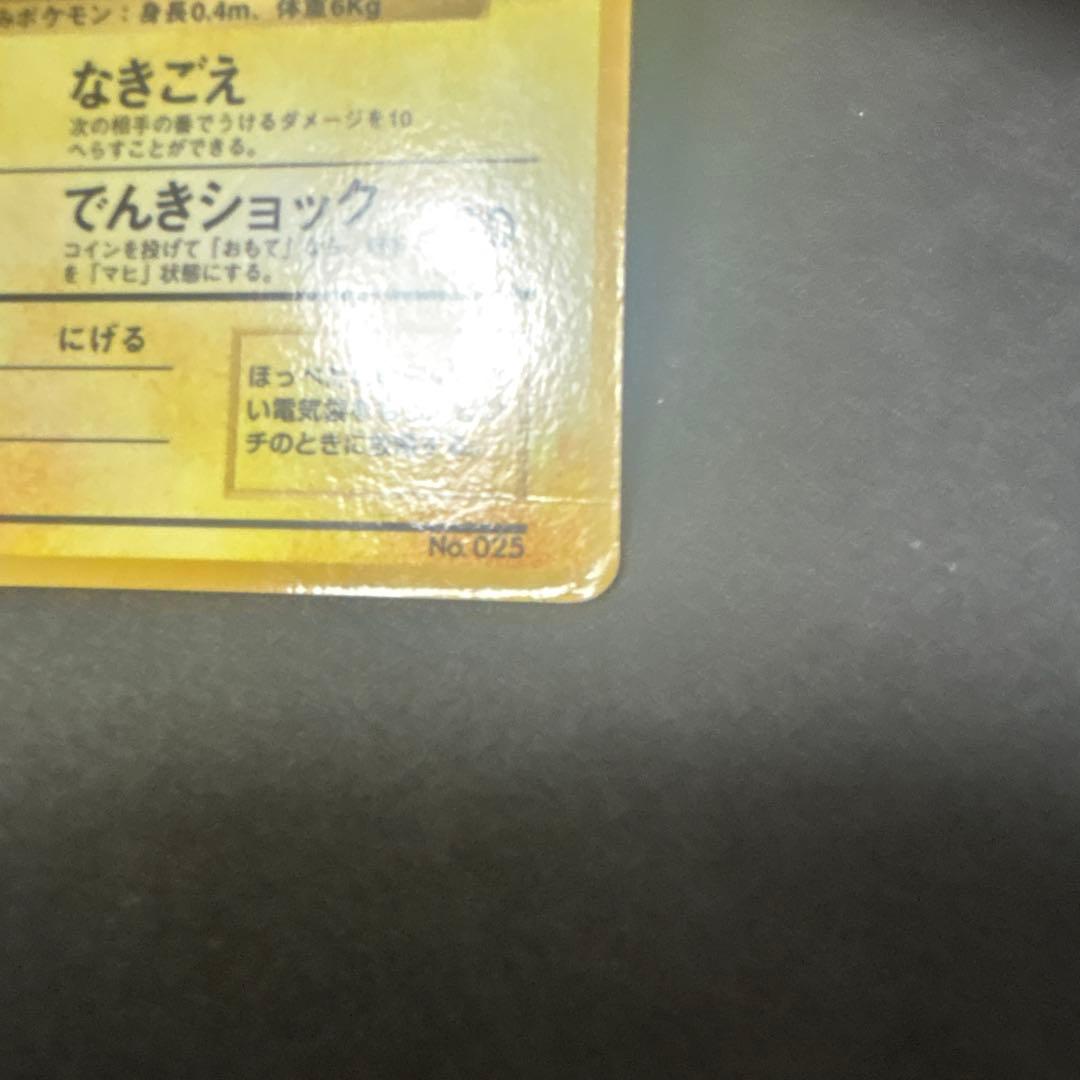 みポケモン：身長0.4m、体重6Kg
なきごえ
次の相手の番でうけるダメージを10
へらすことができる。
でんきショック
コインを投げて「おもて」なら
を「マヒ」状態にする。
にげる
ほっぺ
い電気袋
チのときに
No. 025